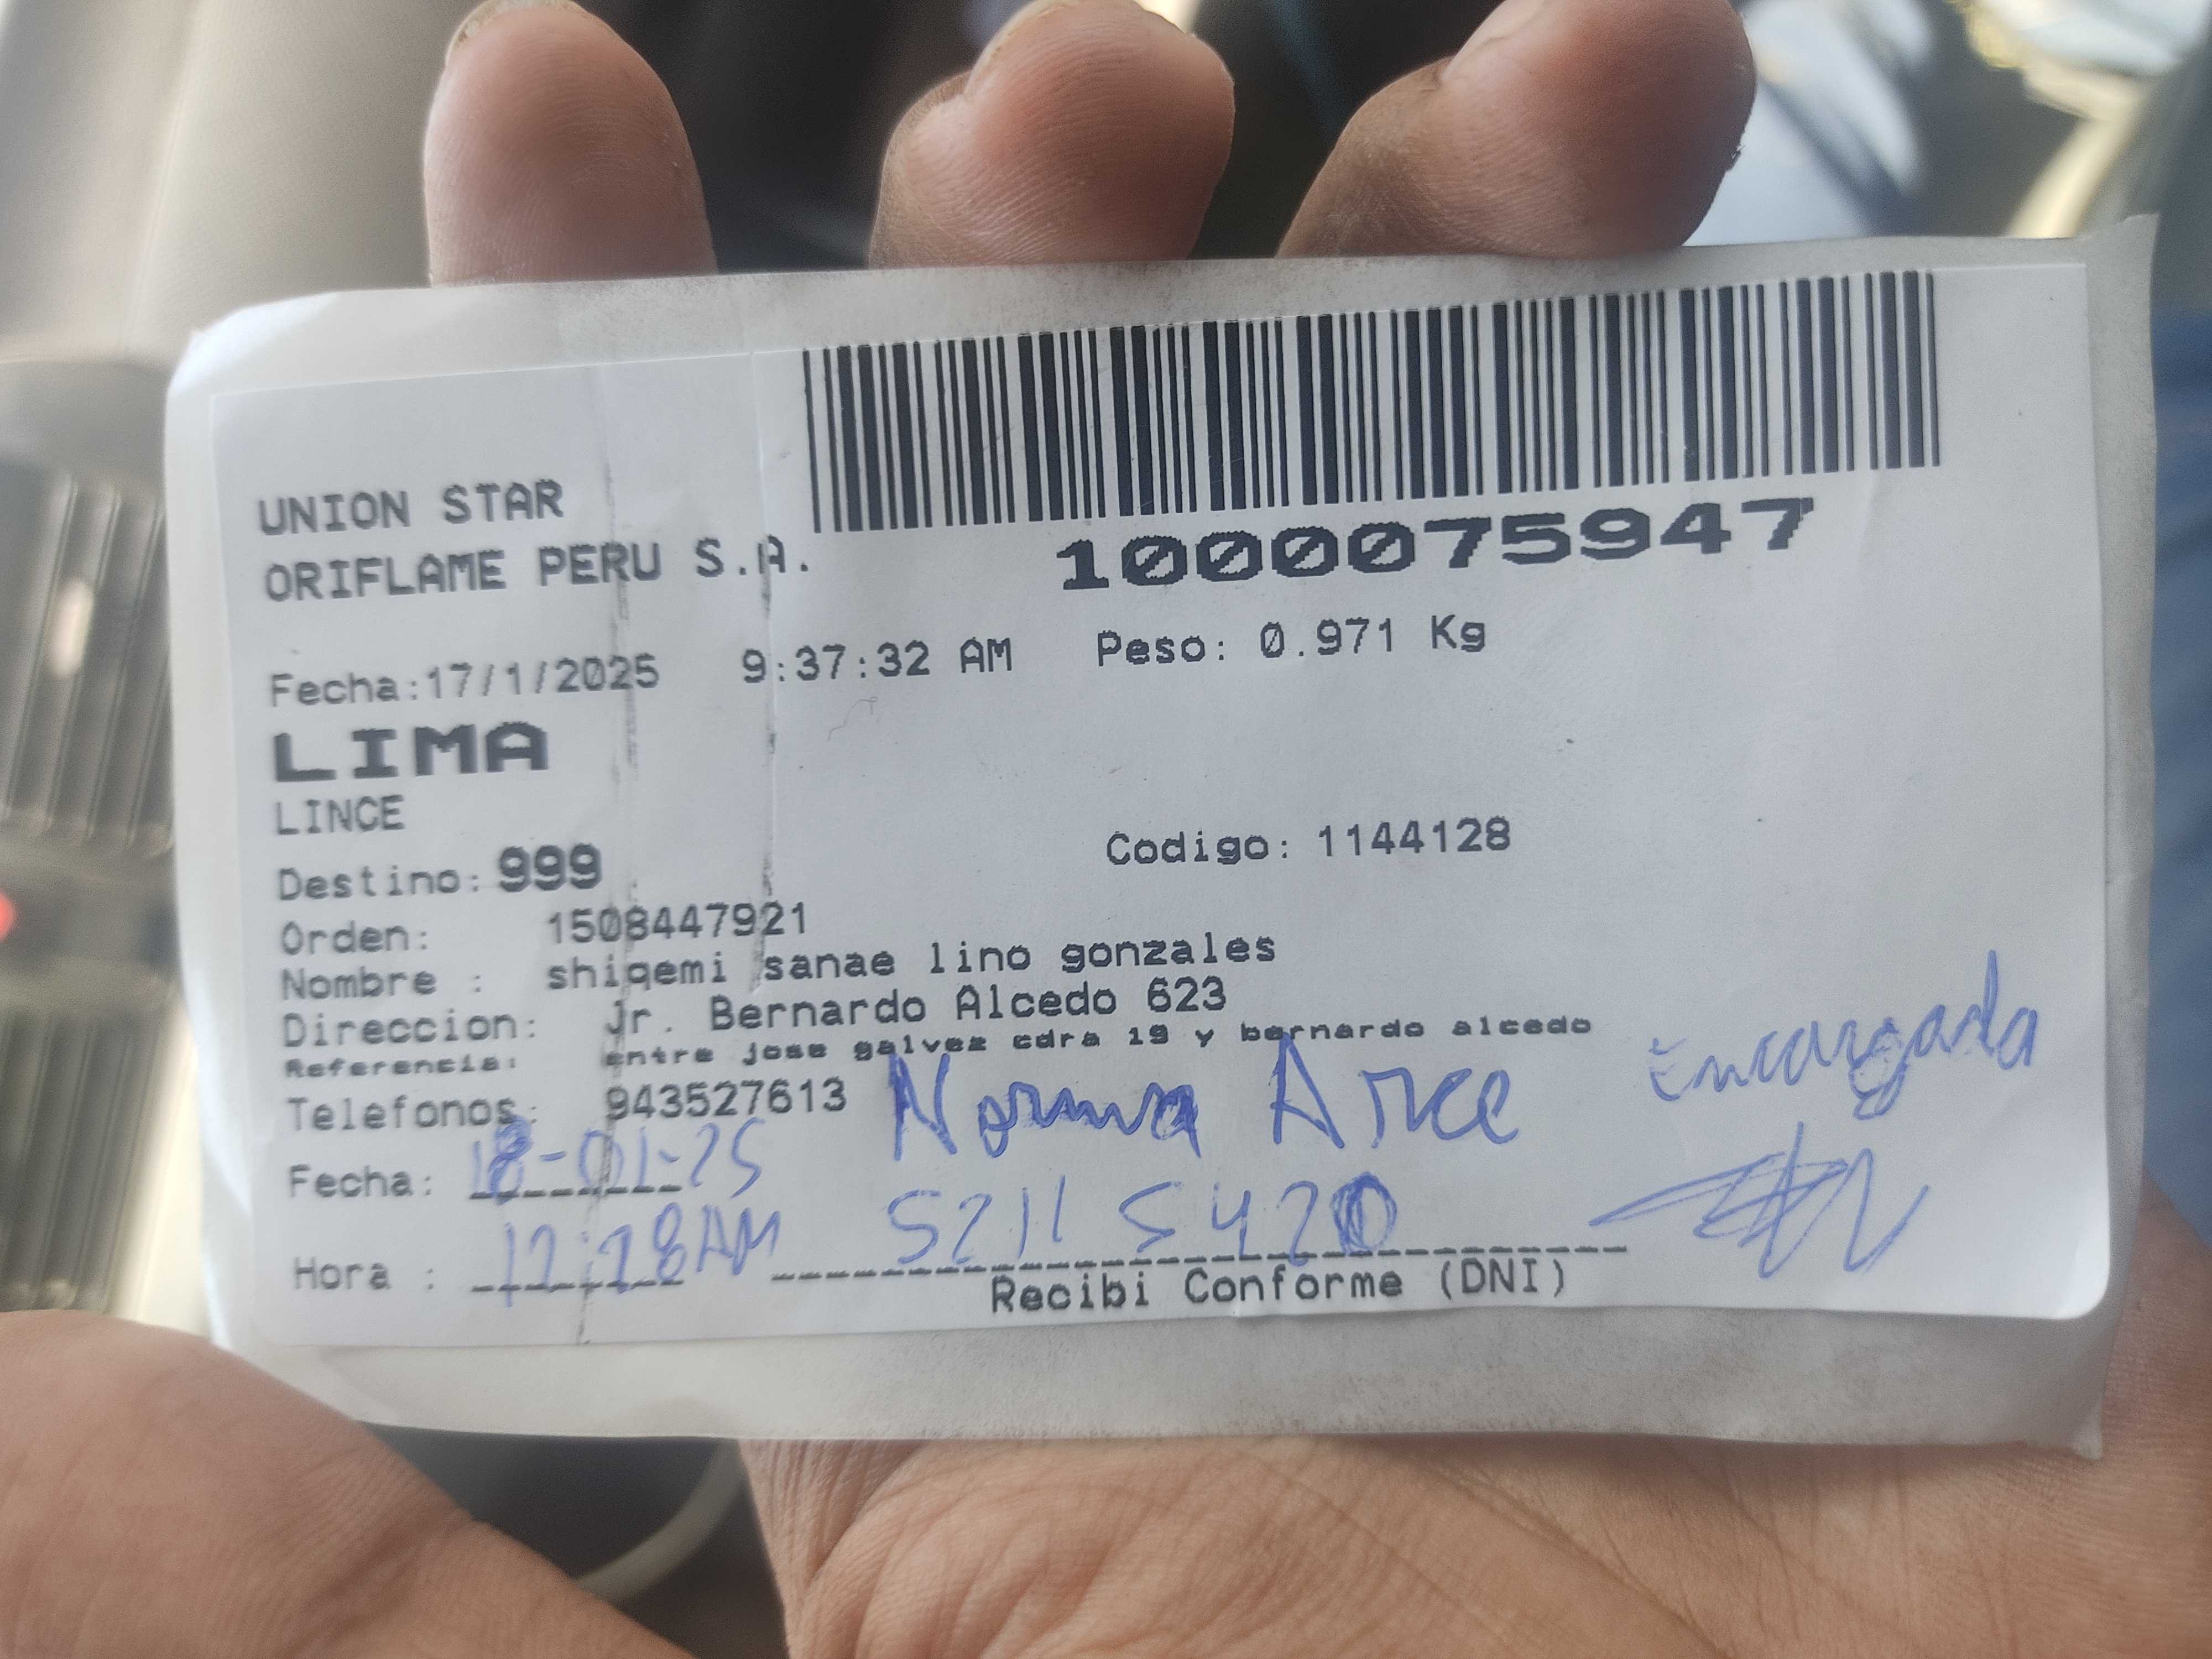 UNION STAR
ORIFLAME PERU S.A.
1000075947
Fecha:17/1/2025 9:37:32 AM Peso: 0.971 Kg
LIMA
LINCE
Destino: 999 Codigo: 1144128
Orden: 1508447921
Nombre : shiqemi sanae lino gonzales
Direccion: Jr. Bernardo Alcedo 623
Referencia: entre jose galvez cdra 19 y bernardo alcedo
Telefonos: 943527613 Norma Arce Encargada
Fecha: 18-01-25
Hora : 12:28AM 52115420
Recibi Conforme (DNI)